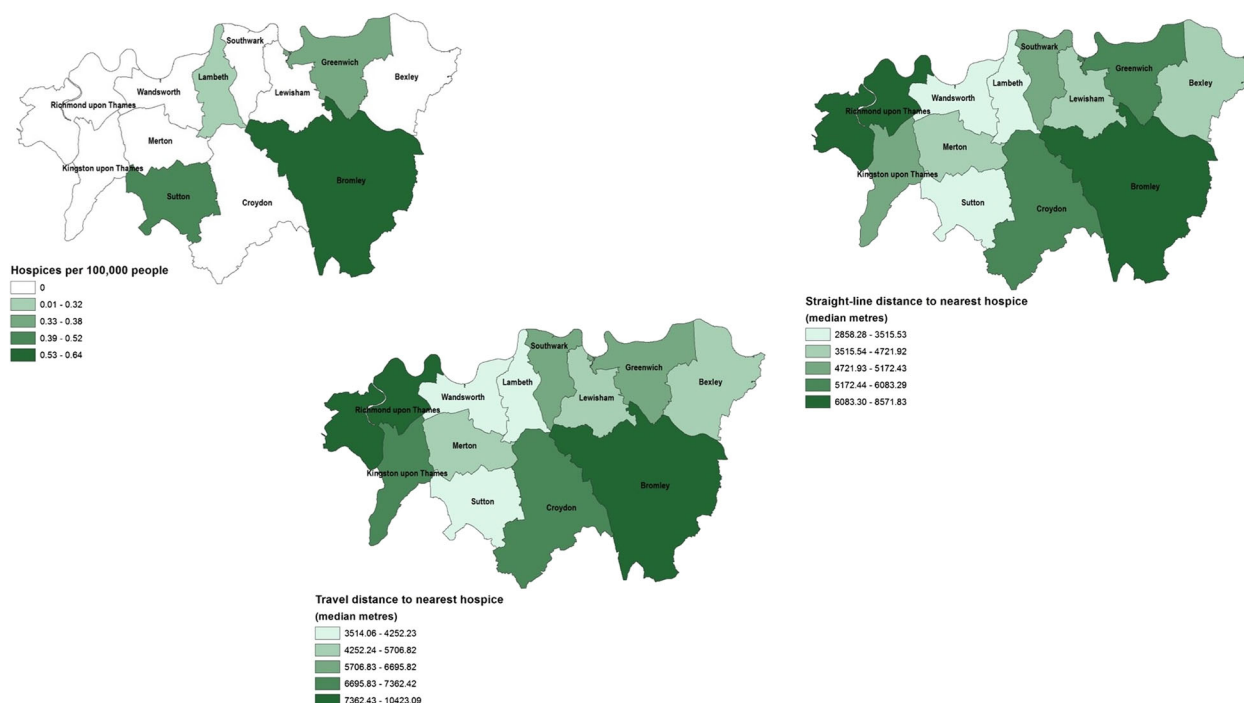 Southwark
Greenwich
Lambeth
Bexley
Wandsworth
Lewisham
Richmond upon Thames
Merton
Kingston upon Thames
Bromley
Sutton
Croydon
Hospices per 100,000 people
0
0.01 - 0.32
0.33 - 0.38
0.39 - 0.52
0.53 - 0.64
Southwark
Greenwich
Lambeth
Bexley
Wandsworth
Lewisham
Richmond upon Thames
Merton
Kingston upon Thames
Bromley
Sutton
Croydon
Straight-line distance to nearest hospice
(median metres)
2858.28 - 3515.53
3515.54 - 4721.92
4721.93 - 5172.43
5172.44 - 6083.29
6083.30 - 8571.83
Southwark
Greenwich
Lambeth
Bexley
Wandsworth
Lewisham
Richmond upon Thames
Merton
Kingston upon Thames
Bromley
Sutton
Croydon
Travel distance to nearest hospice
(median metres)
3514.06 - 4252.23
4252.24 - 5706.82
5706.83 - 6695.82
6695.83 - 7362.42
7362.43 - 10423.09